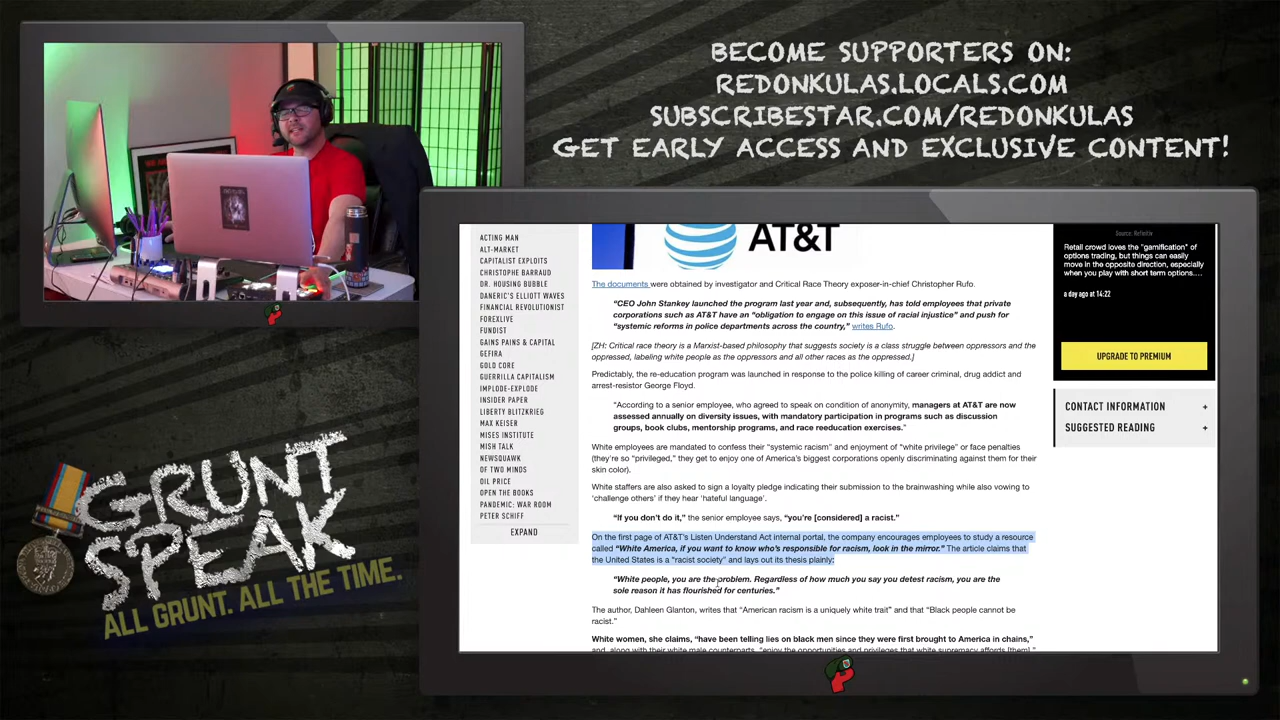 BECOME SUPPORTERS ON:
REDONKULAS.LOCALS.COM
SUBSCRIBESTAR.COM/REDONKULAS
GET EARLY ACCESS AND EXCLUSIVE CONTENT!
GRUNT
SPEAK
ALL GRUNT. ALL THE TIME.
ACTING MAN
ALT-MARKET
CAPITALIST EXPLOITS
CHRISTOPHE BARRAUD
DR. HOUSING BUBBLE
DANERIC'S ELLIOTT WAVES
FINANCIAL REVOLUTIONIST
FOREXLIVE
FUNDIST
GAINS PAINS & CAPITAL
GEFIRA
GOLD CORE
GUERRILLA CAPITALISM
IMPLODE-EXPLODE
INSIDER PAPER
LIBERTY BLITZKRIEG
MAX KEISER
MISES INSTITUTE
MISH TALK
NEWSQUAWK
OF TWO MINDS
OIL PRICE
OPEN THE BOOKS
PANDEMIC: WAR ROOM
PETER SCHIFF
EXPAND
AT&T
The documents were obtained by investigator and Critical Race Theory exposer-in-chief Christopher Rufo.
“CEO John Stankey launched the program last year and, subsequently, has told employees that private
corporations such as AT&T have an “obligation to engage on this issue of racial injustice” and push for
“systemic reforms in police departments across the country,” writes Rufo.
[ZH: Critical race theory is a Marxist-based philosophy that suggests society is a class struggle between oppressors and the
oppressed, labeling white people as the oppressors and all other races as the oppressed.]
Predictably, the re-education program was launched in response to the police killing of career criminal, drug addict and
arrest-resistor George Floyd.
“According to a senior employee, who agreed to speak on condition of anonymity, managers at AT&T are now
assessed annually on diversity issues, with mandatory participation in programs such as discussion
groups, book clubs, mentorship programs, and race reeducation exercises.”
White employees are mandated to confess their “systemic racism” and enjoyment of “white privilege” or face penalties
(they're so “privileged,” they get to enjoy one of America's biggest corporations openly discriminating against them for their
skin color).
White staffers are also asked to sign a loyalty pledge indicating their submission to the brainwashing while also vowing to
‘challenge others’ if they hear ‘hateful language’.
“If you don't do it,” the senior employee says, “you're [considered] a racist.”
On the first page of AT&T's Listen Understand Act internal portal, the company encourages employees to study a resource
called “White America, if you want to know who's responsible for racism, look in the mirror.” The article claims that
the United States is a “racist society” and lays out its thesis plainly:
“White people, you are the problem. Regardless of how much you say you detest racism, you are the
sole reason it has flourished for centuries.”
The author, Dahleen Glanton, writes that “American racism is a uniquely white trait” and that “Black people cannot be
racist.”
White women, she claims, “have been telling lies on black men since they were first brought to America in chains,”
and, along with their white male counterparts, “enjoy the opportunities and privileges that white supremacy affords [them].”
Source: Refinitiv
Retail crowd loves the "gamification" of
options trading, but things can easily
move in the opposite direction, especially
when you play with short term options....
a day ago at 14:22
UPGRADE TO PREMIUM
CONTACT INFORMATION +
SUGGESTED READING +